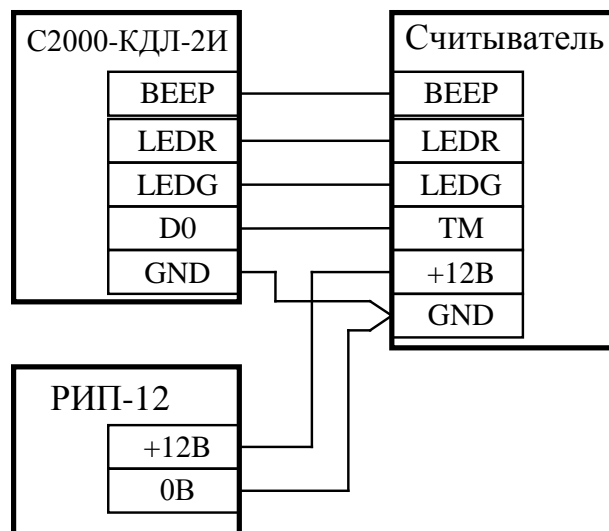 С2000-КДЛ-2И
BEEP
LEDR
LEDG
D0
GND
Считыватель
BEEP
LEDR
LEDG
TM
+12В
GND
РИП-12
+12В
0В